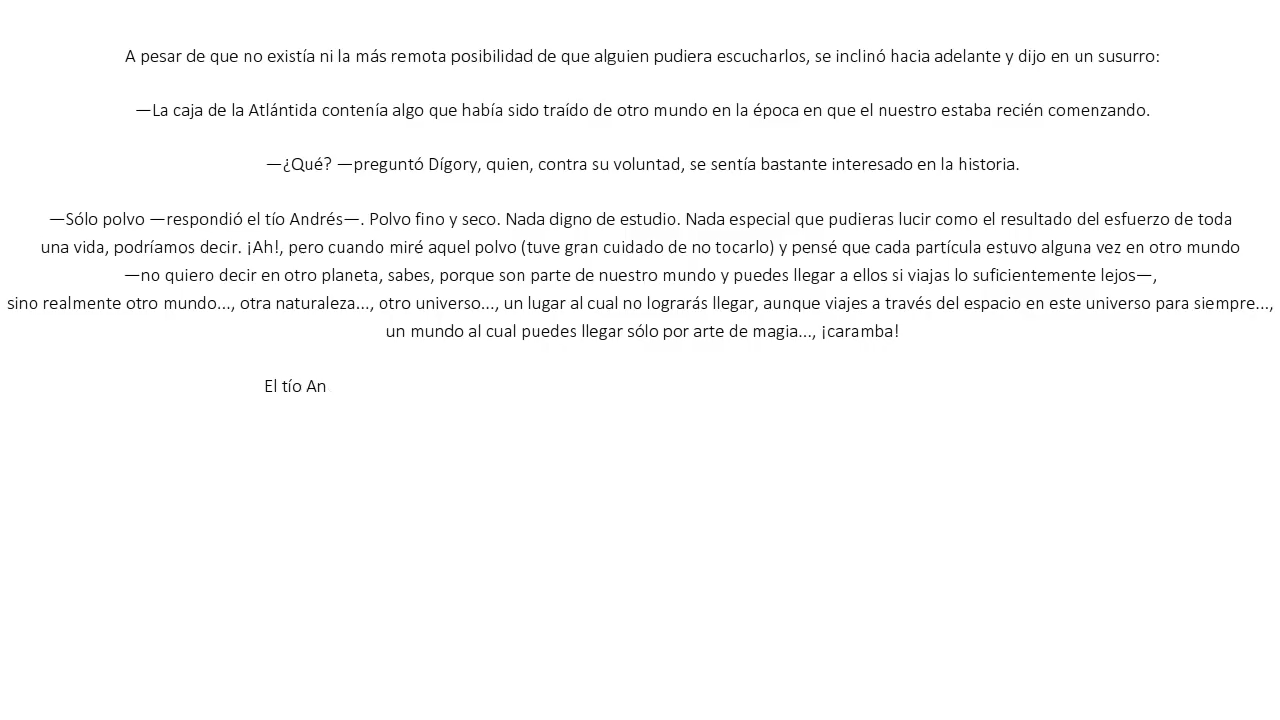 A pesar de que no existía ni la más remota posibilidad de que alguien pudiera escucharlos, se inclinó hacia adelante y dijo en un susurro:
—La caja de la Atlántida contenía algo que había sido traído de otro mundo en la época en que el nuestro estaba recién comenzando.
—¿Qué? —preguntó Dígory, quien, contra su voluntad, se sentía bastante interesado en la historia.
—Sólo polvo —respondió el tío Andrés—. Polvo fino y seco. Nada digno de estudio. Nada especial que pudieras lucir como el resultado del esfuerzo de toda
una vida, podríamos decir. ¡Ah!, pero cuando miré aquel polvo (tuve gran cuidado de no tocarlo) y pensé que cada partícula estuvo alguna vez en otro mundo
—no quiero decir en otro planeta, sabes, porque son parte de nuestro mundo y puedes llegar a ellos si viajas lo suficientemente lejos—,
sino realmente otro mundo..., otra naturaleza..., otro universo..., un lugar al cual no lograrás llegar, aunque viajes a través del espacio en este universo para siempre...,
un mundo al cual puedes llegar sólo por arte de magia..., ¡caramba!
El tío An